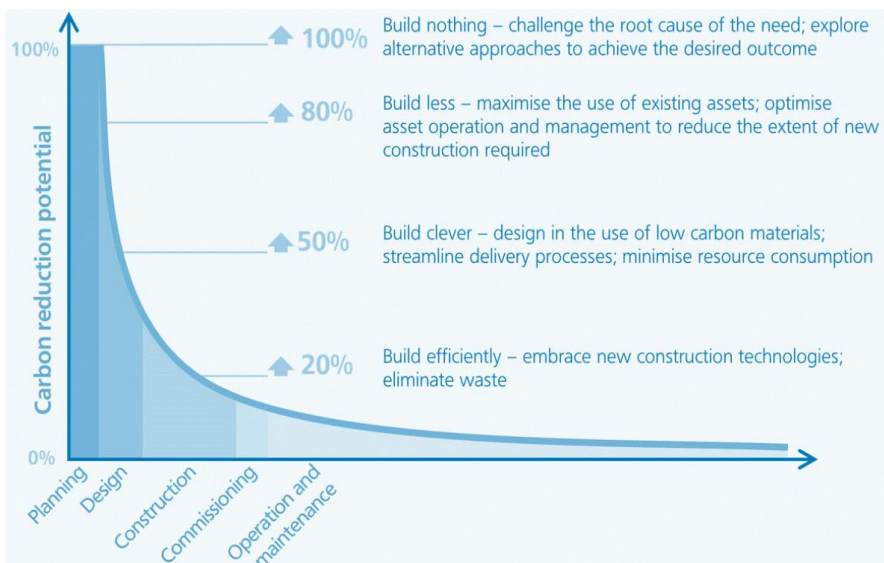 100%
Carbon reduction potential
0%
100%
Build nothing – challenge the root cause of the need; explore
alternative approaches to achieve the desired outcome
80%
Build less – maximise the use of existing assets; optimise
asset operation and management to reduce the extent of new
construction required
50%
Build clever – design in the use of low carbon materials;
streamline delivery processes; minimise resource consumption
20%
Build efficiently – embrace new construction technologies;
eliminate waste
Planning
Design
Construction
Commissioning
Operation and
maintenance